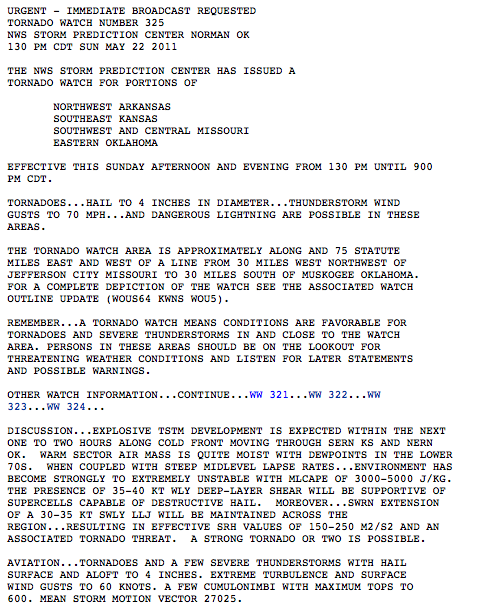 URGENT - IMMEDIATE BROADCAST REQUESTED
TORNADO WATCH NUMBER 325
NWS STORM PREDICTION CENTER NORMAN OK
130 PM CDT SUN MAY 22 2011
THE NWS STORM PREDICTION CENTER HAS ISSUED A
TORNADO WATCH FOR PORTIONS OF
NORTHWEST ARKANSAS
SOUTHEAST KANSAS
SOUTHWEST AND CENTRAL MISSOURI
EASTERN OKLAHOMA
EFFECTIVE THIS SUNDAY AFTERNOON AND EVENING FROM 130 PM UNTIL 900
PM CDT.
TORNADOES...HAIL TO 4 INCHES IN DIAMETER...THUNDERSTORM WIND
GUSTS TO 70 MPH...AND DANGEROUS LIGHTNING ARE POSSIBLE IN THESE
AREAS.
THE TORNADO WATCH AREA IS APPROXIMATELY ALONG AND 75 STATUTE
MILES EAST AND WEST OF A LINE FROM 30 MILES WEST NORTHWEST OF
JEFFERSON CITY MISSOURI TO 30 MILES SOUTH OF MUSKOGEE OKLAHOMA.
FOR A COMPLETE DEPICTION OF THE WATCH SEE THE ASSOCIATED WATCH
OUTLINE UPDATE (WOUS64 KWNS WOU5).
REMEMBER...A TORNADO WATCH MEANS CONDITIONS ARE FAVORABLE FOR
TORNADOES AND SEVERE THUNDERSTORMS IN AND CLOSE TO THE WATCH
AREA. PERSONS IN THESE AREAS SHOULD BE ON THE LOOKOUT FOR
THREATENING WEATHER CONDITIONS AND LISTEN FOR LATER STATEMENTS
AND POSSIBLE WARNINGS.
OTHER WATCH INFORMATION...CONTINUE...WW 321...WW 322...WW
323...WW 324...
DISCUSSION...EXPLOSIVE TSTM DEVELOPMENT IS EXPECTED WITHIN THE NEXT
ONE TO TWO HOURS ALONG COLD FRONT MOVING THROUGH SERN KS AND NERN
OK.  WARM SECTOR AIR MASS IS QUITE MOIST WITH DEWPOINTS IN THE LOWER
70S.  WHEN COUPLED WITH STEEP MIDLEVEL LAPSE RATES...ENVIRONMENT HAS
BECOME STRONGLY TO EXTREMELY UNSTABLE WITH MLCAPE OF 3000-5000 J/KG.
THE PRESENCE OF 35-40 KT WLY DEEP-LAYER SHEAR WILL BE SUPPORTIVE OF
SUPERCELLS CAPABLE OF DESTRUCTIVE HAIL.  MOREOVER...SWRN EXTENSION
OF A 30-35 KT SWLY LLJ WILL BE MAINTAINED ACROSS THE
REGION...RESULTING IN EFFECTIVE SRH VALUES OF 150-250 M2/S2 AND AN
ASSOCIATED TORNADO THREAT.  A STRONG TORNADO OR TWO IS POSSIBLE.
AVIATION...TORNADOES AND A FEW SEVERE THUNDERSTORMS WITH HAIL
SURFACE AND ALOFT TO 4 INCHES. EXTREME TURBULENCE AND SURFACE
WIND GUSTS TO 60 KNOTS. A FEW CUMULONIMBI WITH MAXIMUM TOPS TO
600. MEAN STORM MOTION VECTOR 27025.